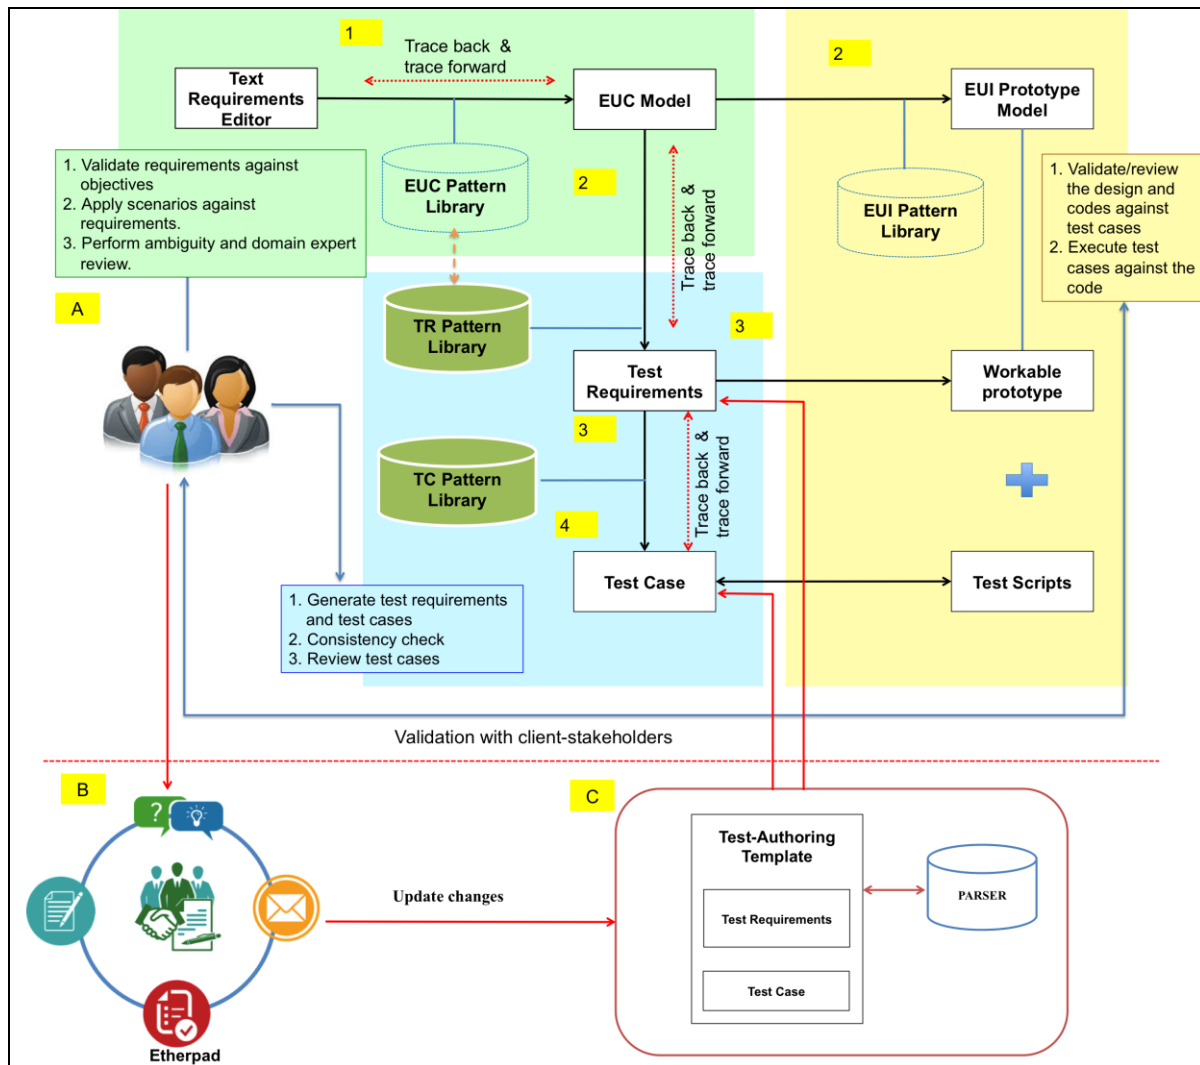 1
Trace back &
trace forward
2
Text
Requirements
Editor
EUC Model
EUI Prototype
Model
1. Validate requirements against
objectives
2. Apply scenarios against
requirements.
3. Perform ambiguity and domain expert
review.
EUC Pattern
Library
2
Trace back &
trace forward
EUI Pattern
Library
1. Validate/review
the design and
codes against
test cases
2. Execute test
cases against the
code
A
TR Pattern
Library
3
Test
Requirements
Workable
prototype
3
TC Pattern
Library
Trace back &
trace forward
4
Test Case
Test Scripts
1. Generate test requirements
and test cases
2. Consistency check
3. Review test cases
Validation with client-stakeholders
B
?
C
Test-Authoring
Template
Update changes
Test Requirements
PARSER
Test Case
Etherpad